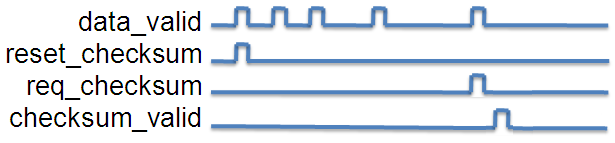 data_valid
reset_checksum
req_checksum
checksum_valid